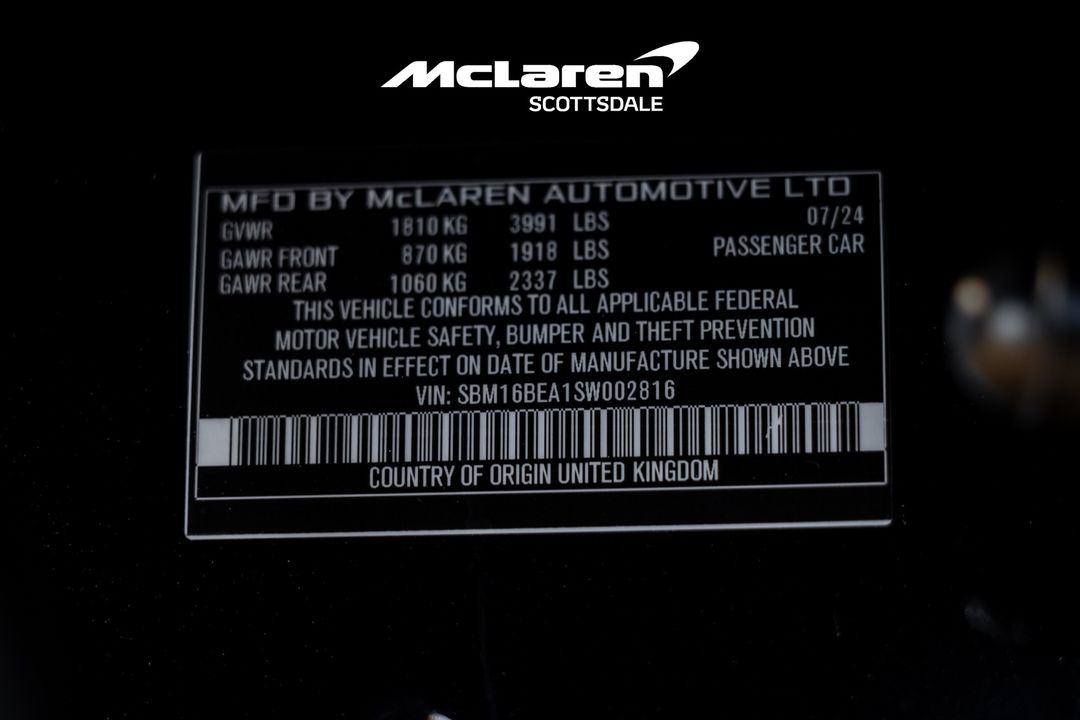 McLaren
SCOTTSDALE
MFD BY McLAREN AUTOMOTIVE LTD
GVWR 1810 KG 3991 LBS 07/24
GAWR FRONT 870 KG 1918 LBS PASSENGER CAR
GAWR REAR 1060 KG 2337 LBS
THIS VEHICLE CONFORMS TO ALL APPLICABLE FEDERAL
MOTOR VEHICLE SAFETY, BUMPER AND THEFT PREVENTION
STANDARDS IN EFFECT ON DATE OF MANUFACTURE SHOWN ABOVE
VIN: SBM16BEA1SW002816
COUNTRY OF ORIGIN UNITED KINGDOM